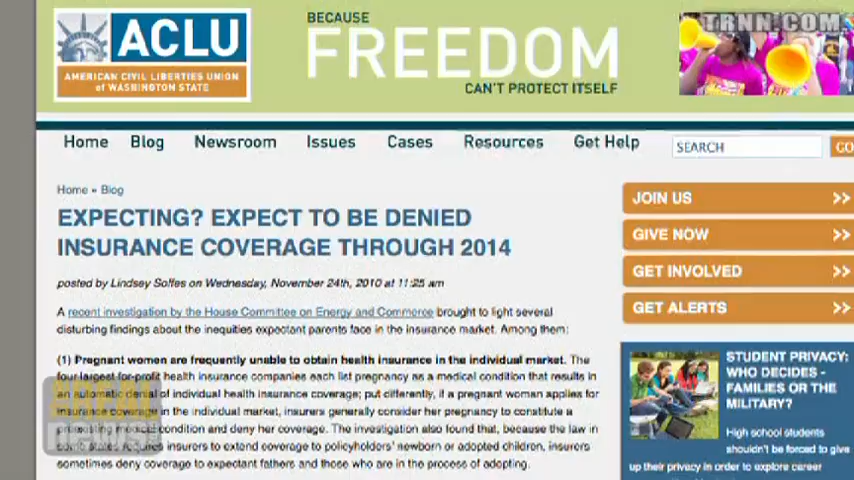 TRNN.COM
ACLU
AMERICAN CIVIL LIBERTIES UNION
of WASHINGTON STATE
BECAUSE
FREEDOM
CAN'T PROTECT ITSELF
Home Blog Newsroom Issues Cases Resources Get Help
SEARCH
GO
Home » Blog
EXPECTING? EXPECT TO BE DENIED
INSURANCE COVERAGE THROUGH 2014
posted by Lindsey Soffes on Wednesday, November 24th, 2010 at 11:25 am
A recent investigation by the House Committee on Energy and Commerce brought to light several
disturbing findings about the inequities expectant parents face in the insurance market. Among them:
(1) Pregnant women are frequently unable to obtain health insurance in the individual market. The
four largest for-profit health insurance companies each list pregnancy as a medical condition that results in
an automatic denial of individual health insurance coverage; put differently, if a pregnant woman applies for
insurance coverage in the individual market, insurers generally consider her pregnancy to constitute a
medical condition and deny her coverage. The investigation also found that, because the law in
requires insurers to extend coverage to policyholders' newborn or adopted children, insurers
sometimes deny coverage to expectant fathers and those who are in the process of adopting.
news
JOIN US >>
GIVE NOW >>
GET INVOLVED >>
GET ALERTS >>
STUDENT PRIVACY:
WHO DECIDES -
FAMILIES OR THE
MILITARY?
High school students
shouldn't be forced to give
up their privacy in order to explore career